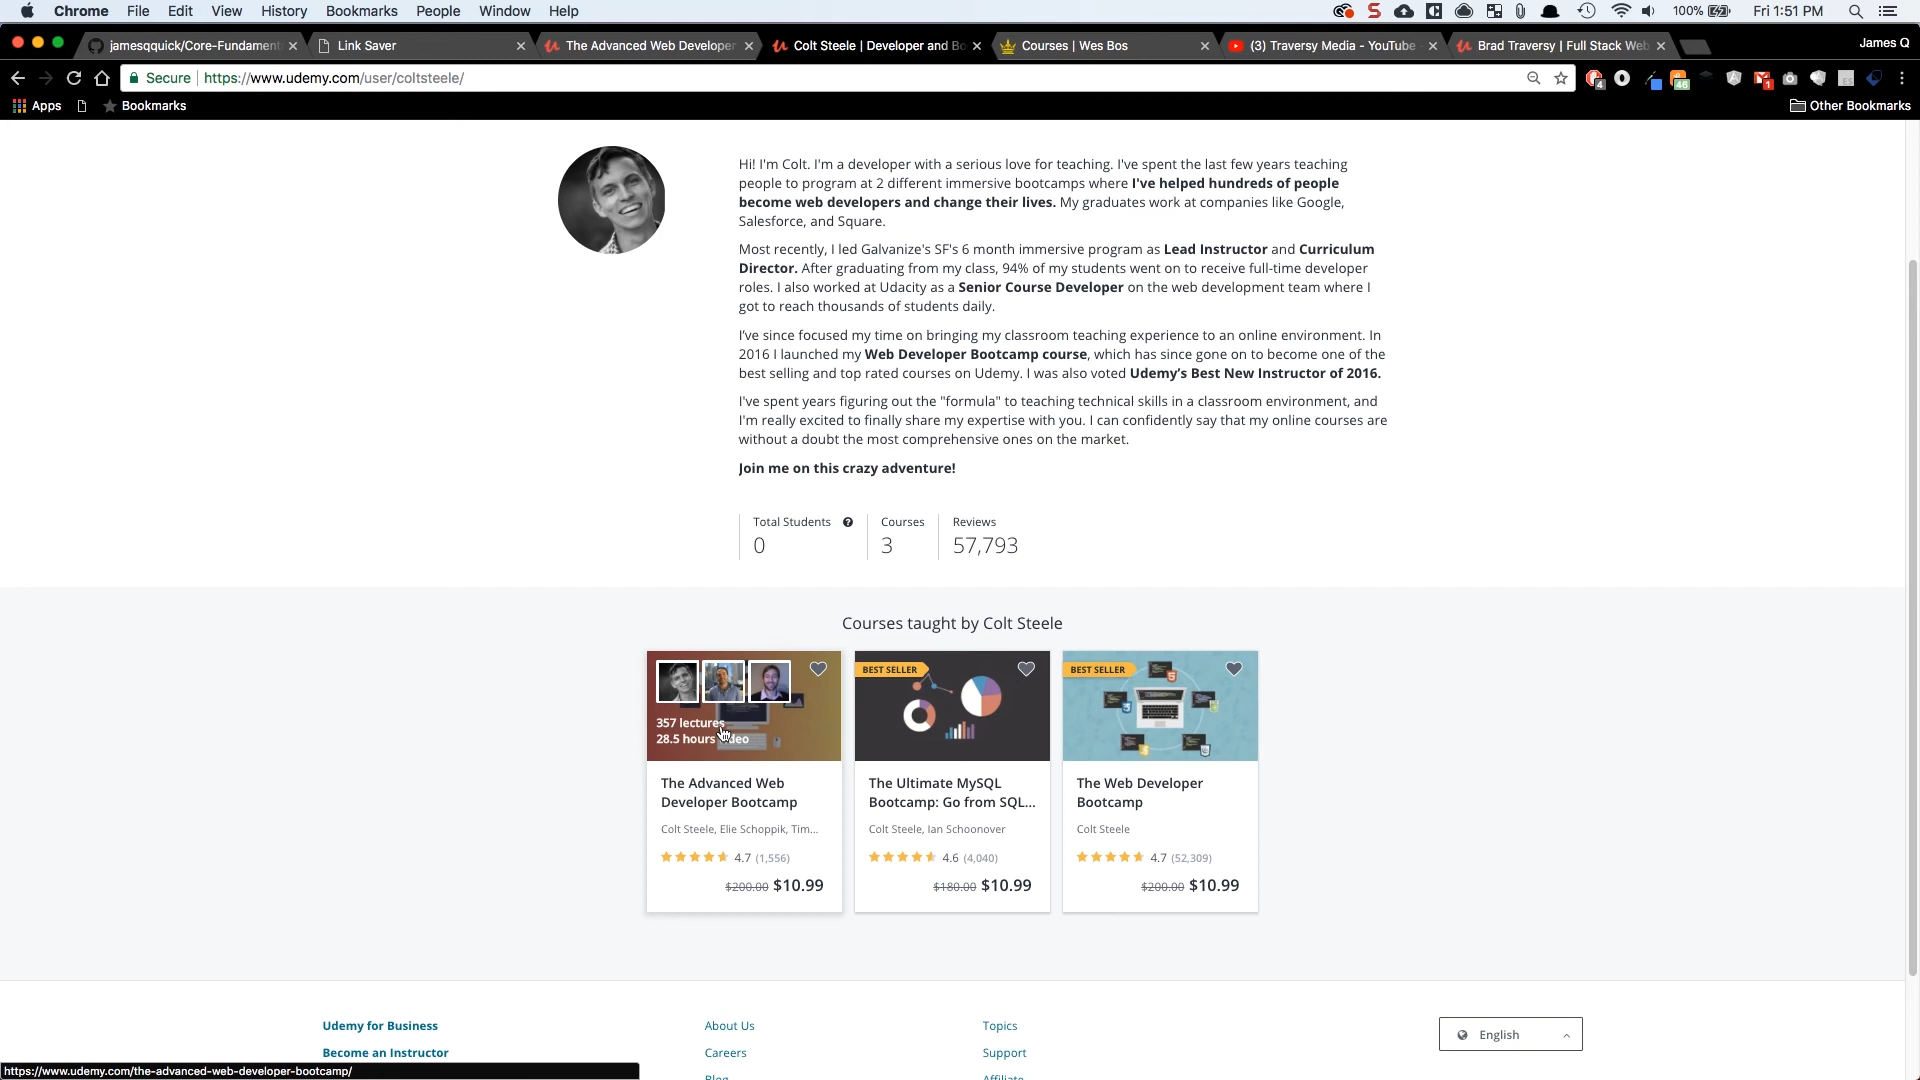 Chrome File Edit View History Bookmarks People Window Help 100% Fri 1:51 PM
jamesqquick/Core-Fundament Link Saver The Advanced Web Developer Colt Steele | Developer and Bo Courses | Wes Bos (3) Traversy Media - YouTube Brad Traversy | Full Stack Web James Q
Secure https://www.udemy.com/user/coltsteele/
Apps Bookmarks Other Bookmarks
Hi! I'm Colt. I'm a developer with a serious love for teaching. I've spent the last few years teaching
people to program at 2 different immersive bootcamps where I've helped hundreds of people
become web developers and change their lives. My graduates work at companies like Google,
Salesforce, and Square.
Most recently, I led Galvanize's SF's 6 month immersive program as Lead Instructor and Curriculum
Director. After graduating from my class, 94% of my students went on to receive full-time developer
roles. I also worked at Udacity as a Senior Course Developer on the web development team where I
got to reach thousands of students daily.
I've since focused my time on bringing my classroom teaching experience to an online environment. In
2016 I launched my Web Developer Bootcamp course, which has since gone on to become one of the
best selling and top rated courses on Udemy. I was also voted Udemy's Best New Instructor of 2016.
I've spent years figuring out the "formula" to teaching technical skills in a classroom environment, and
I'm really excited to finally share my expertise with you. I can confidently say that my online courses are
without a doubt the most comprehensive ones on the market.
Join me on this crazy adventure!
Total Students Courses Reviews
0 3 57,793
Courses taught by Colt Steele
BEST SELLER BEST SELLER
357 lectures
28.5 hours
The Advanced Web
Developer Bootcamp
Colt Steele, Elie Schoppik, Tim...
4.7 (1,556)
$200.00 $10.99
The Ultimate MySQL
Bootcamp: Go from SQL...
Colt Steele, Ian Schoonover
4.6 (4,040)
$180.00 $10.99
The Web Developer
Bootcamp
Colt Steele
4.7 (52,309)
$200.00 $10.99
Udemy for Business About Us Topics English
Become an Instructor Careers Support
https://www.udemy.com/the-advanced-web-developer-bootcamp/